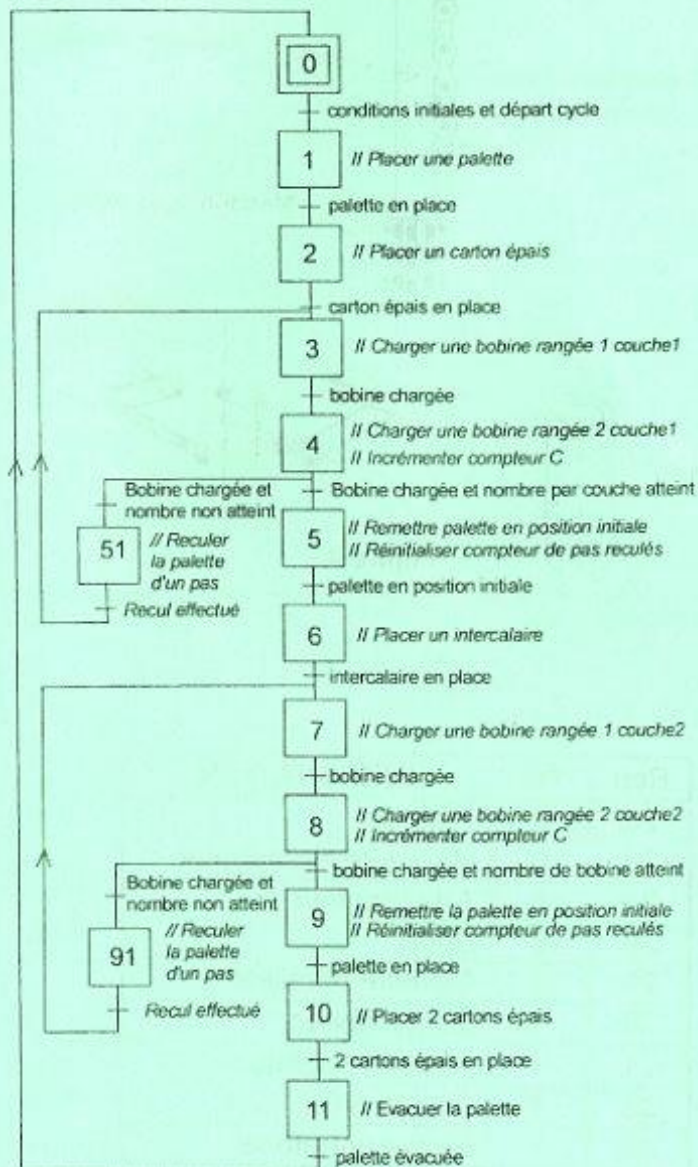 0
conditions initiales et départ cycle
1
// Placer une palette
palette en place
2
// Placer un carton épais
carton épais en place
3
// Charger une bobine rangée 1 couche1
bobine chargée
4
// Charger une bobine rangée 2 couche1
// Incrémenter compteur C
Bobine chargée et
nombre non atteint
Bobine chargée et nombre par couche atteint
51
// Reculer
la palette
d'un pas
Recul effectué
5
// Remettre palette en position initiale
// Réinitialiser compteur de pas reculés
palette en position initiale
6
// Placer un intercalaire
intercalaire en place
7
// Charger une bobine rangée 1 couche2
bobine chargée
8
// Charger une bobine rangée 2 couche2
// Incrémenter compteur C
bobine chargée et nombre de bobine atteint
Bobine chargée et
nombre non atteint
91
// Reculer
la palette
d'un pas
Recul effectué
9
// Remettre la palette en position initiale
// Réinitialiser compteur de pas reculés
palette en place
10
// Placer 2 cartons épais
2 cartons épais en place
11
// Evacuer la palette
palette évacuée